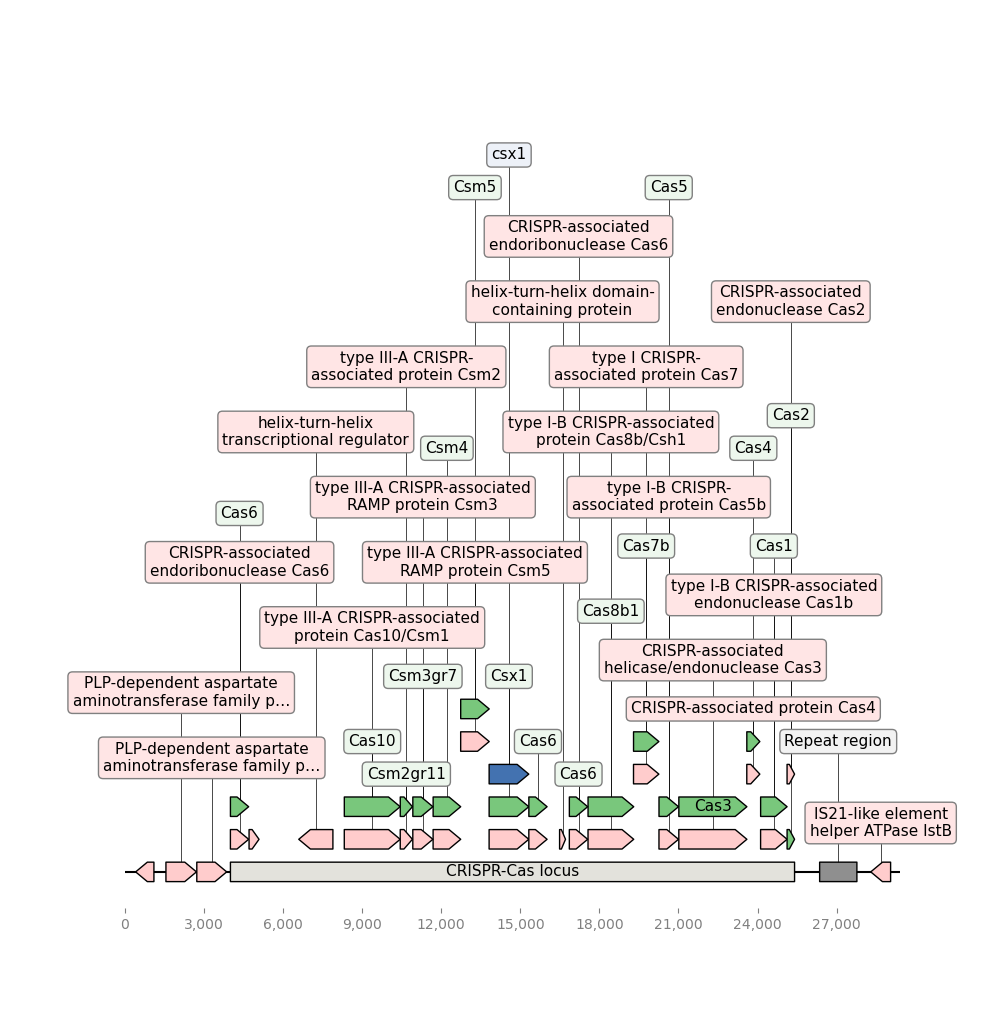 csx1
Csm5
Cas5
CRISPR-associated
endoribonuclease Cas6
helix-turn-helix domain-
containing protein
CRISPR-associated
endonuclease Cas2
type III-A CRISPR-
associated protein Csm2
type I CRISPR-
associated protein Cas7
Cas2
helix-turn-helix
transcriptional regulator
Csm4
type I-B CRISPR-associated
protein Cas8b/Csh1
Cas4
type III-A CRISPR-associated
RAMP protein Csm3
type I-B CRISPR-
associated protein Cas5b
Cas6
CRISPR-associated
endoribonuclease Cas6
type III-A CRISPR-associated
RAMP protein Csm5
Cas7b
Cas1
type I-B CRISPR-associated
endonuclease Cas1b
Cas8b1
type III-A CRISPR-associated
protein Cas10/Csm1
CRISPR-associated
helicase/endonuclease Cas3
PLP-dependent aspartate
aminotransferase family p...
Csm3gr7
Csx1
CRISPR-associated protein Cas4
PLP-dependent aspartate
aminotransferase family p...
Cas10
Cas6
Repeat region
Csm2gr11
Cas6
Cas3
IS21-like element
helper ATPase IstB
CRISPR-Cas locus
0
3,000
6,000
9,000
12,000
15,000
18,000
21,000
24,000
27,000